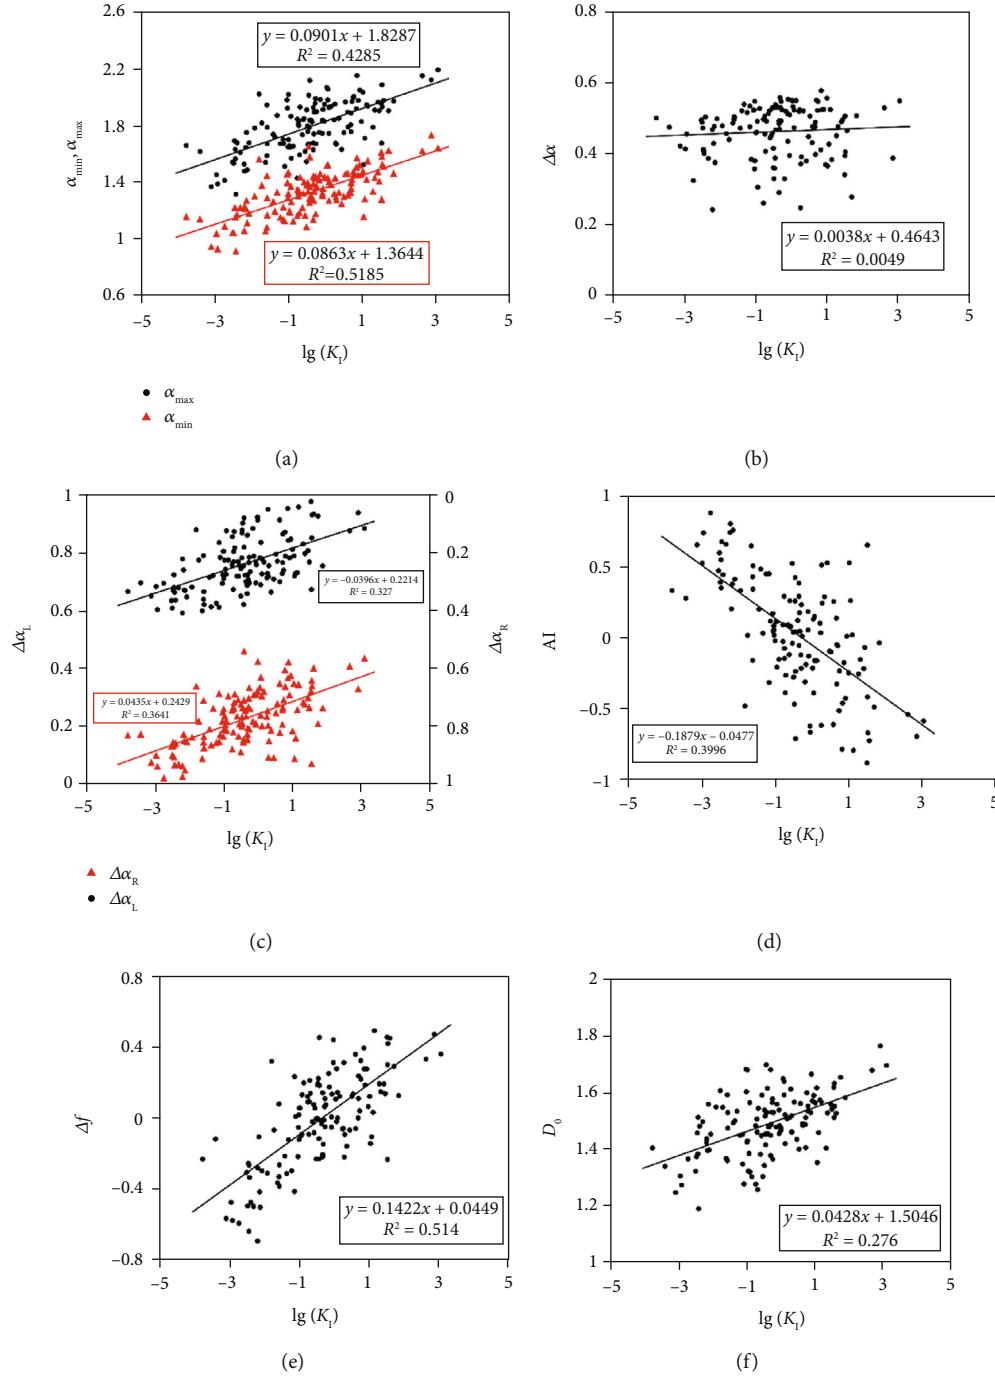 2.6
2.2
1.8
1.4
1
0.6
α_min, α_max
y = 0.0901x + 1.8287
R² = 0.4285
y = 0.0863x + 1.3644
R²=0.5185
−5 −3 −1 1 3 5
lg (K_I)
α_max
α_min
(a)
0.8
0.6
0.4
0.2
0
Δα
y = 0.0038x + 0.4643
R² = 0.0049
−5 −3 −1 1 3 5
lg (K_I)
(b)
1
0.8
0.6
0.4
0.2
0
Δα_L
0
0.2
0.4
0.6
0.8
1
Δα_R
y = −0.0396x + 0.2214
R² = 0.327
y = 0.0435x + 0.2429
R² = 0.3641
−5 −3 −1 1 3 5
lg (K_I)
Δα_R
Δα_L
(c)
1
0.5
0
−0.5
−1
AI
y = −0.1879x − 0.0477
R² = 0.3996
−5 −3 −1 1 3 5
lg (K_I)
(d)
0.8
0.4
0
−0.4
−0.8
Δf
y = 0.1422x + 0.0449
R² = 0.514
−5 −3 −1 1 3 5
lg (K_I)
(e)
2
1.8
1.6
1.4
1.2
1
D_0
y = 0.0428x + 1.5046
R² = 0.276
−5 −3 −1 1 3 5
lg (K_I)
(f)